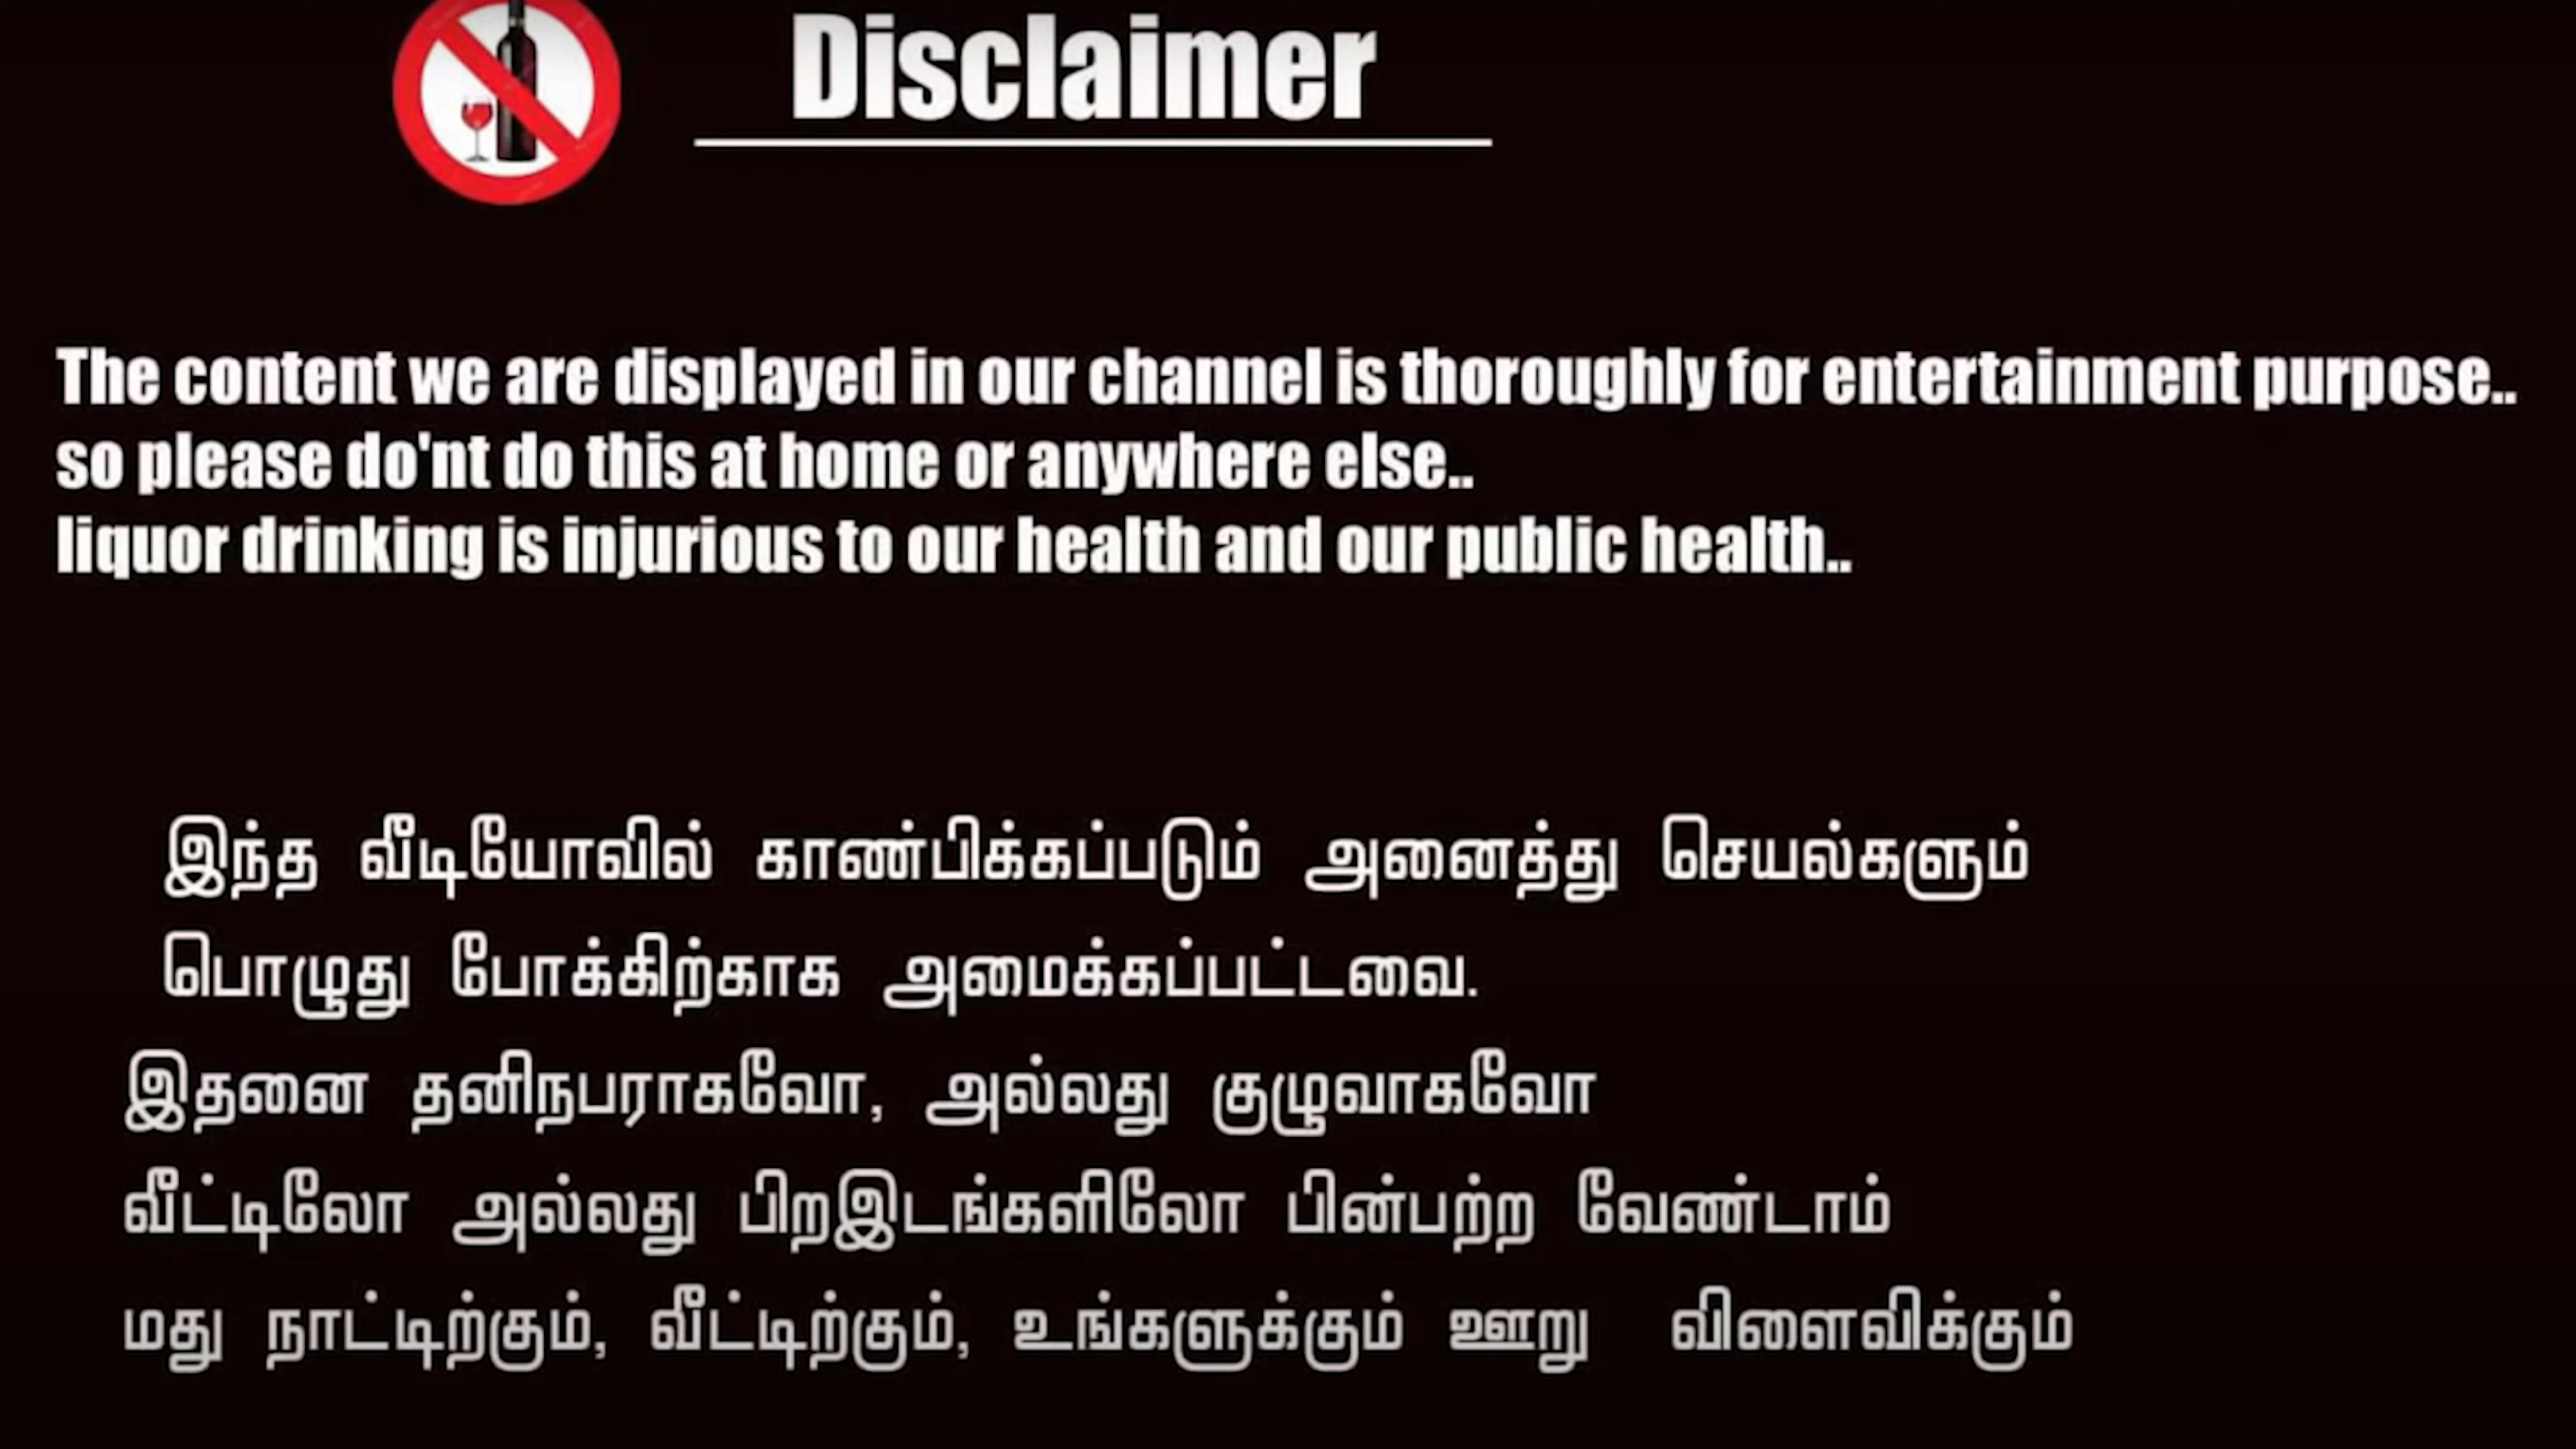 Disclaimer
The content we are displayed in our channel is thoroughly for entertainment purpose..
so please do'nt do this at home or anywhere else..
liquor drinking is injurious to our health and our public health..
இந்த வீடியோவில் காண்பிக்கப்படும் அனைத்து செயல்களும்
பொழுது போக்கிற்காக அமைக்கப்பட்டவை.
இதனை தனிநபராகவோ, அல்லது குழுவாகவோ
வீட்டிலோ அல்லது பிறஇடங்களிலோ பின்பற்ற வேண்டாம்
மது நாட்டிற்கும், வீட்டிற்கும், உங்களுக்கும் ஊறு விளைவிக்கும்